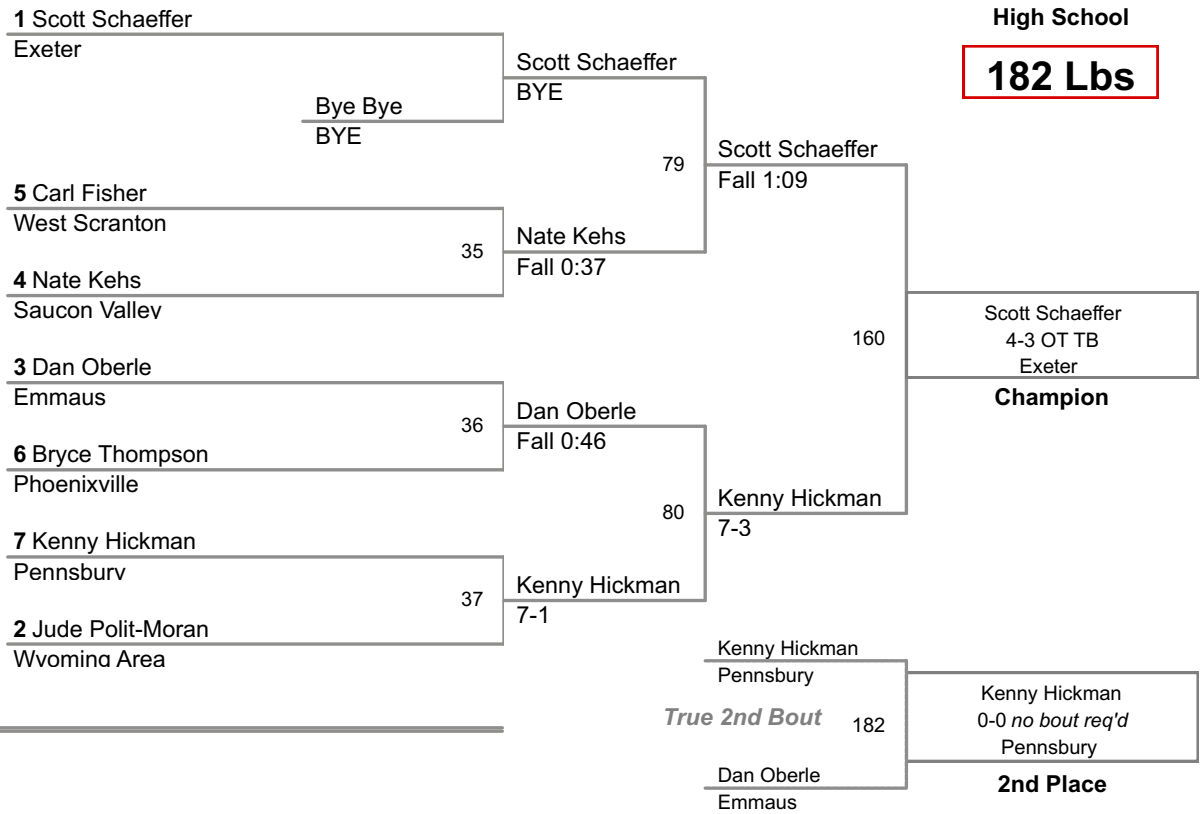 1 Scott Schaeffer
Exeter
High School
182 Lbs
Scott Schaeffer
BYE
Bye Bye
BYE
79
Scott Schaeffer
Fall 1:09
5 Carl Fisher
West Scranton
35
Nate Kehs
Fall 0:37
4 Nate Kehs
Saucon Valley
160
Scott Schaeffer
4-3 OT TB
Exeter
Champion
3 Dan Oberle
Emmaus
36
Dan Oberle
Fall 0:46
6 Bryce Thompson
Phoenixville
80
Kenny Hickman
7-3
7 Kenny Hickman
Pennsbury
37
Kenny Hickman
7-1
2 Jude Polit-Moran
Wyoming Area
Kenny Hickman
Pennsbury
True 2nd Bout
182
Kenny Hickman
0-0 no bout req'd
Pennsbury
2nd Place
Dan Oberle
Emmaus